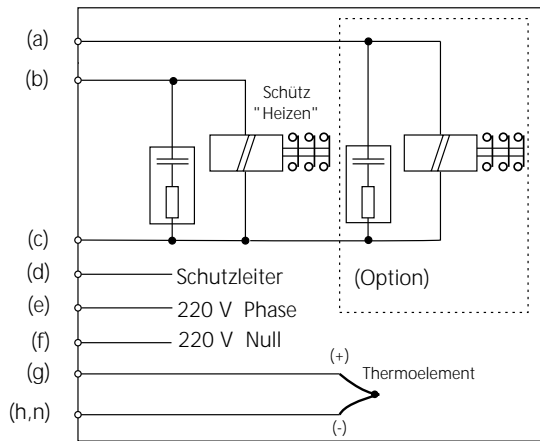 (a)
(b)
Schütz
"Heizen"
(c)
(d) Schutzleiter
(Option)
(e) 220 V Phase
(f) 220 V Null
(g)
(+)
Thermoelement
(h,n)
(-)